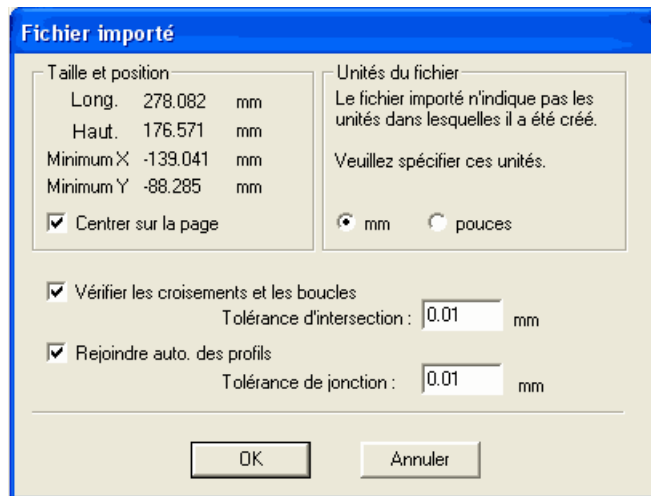 Fichier importé
Taille et position
Long. 278.082 mm
Haut. 176.571 mm
Minimum X -139.041 mm
Minimum Y -88.285 mm
Centrer sur la page
Unités du fichier
Le fichier importé n'indique pas les
unités dans lesquelles il a été créé.
Veuillez spécifier ces unités.
mm pouces
Vérifier les croisements et les boucles
Tolérance d'intersection : 0.01 mm
Rejoindre auto. des profils
Tolérance de jonction : 0.01 mm
OK Annuler